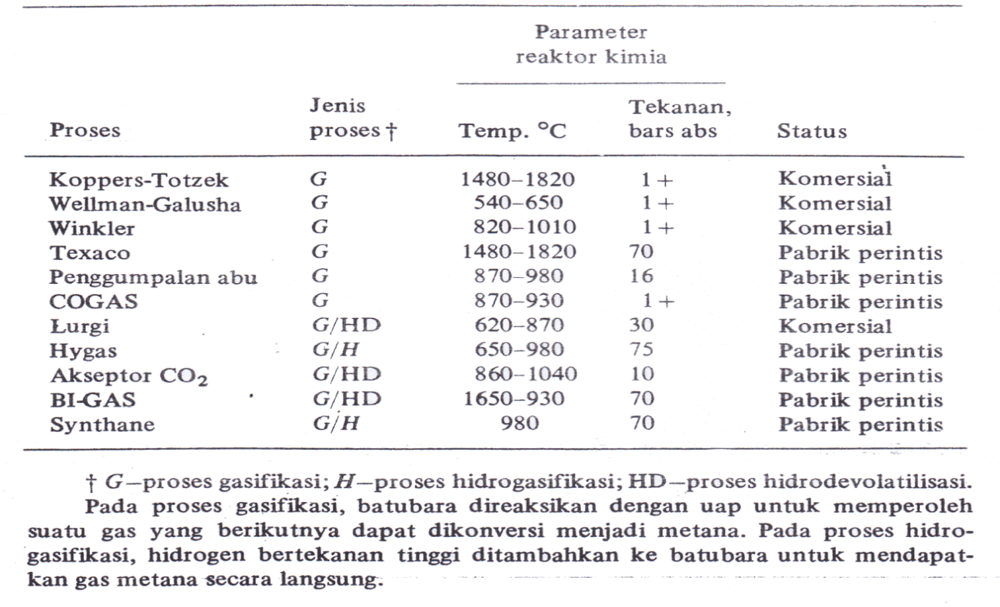 Parameter
reaktor kimia
Jenis Tekanan,
Proses proses † Temp. °C bars abs Status
Koppers-Totzek G 1480–1820 1 + Komersial
Wellman-Galusha G 540–650 1 + Komersial
Winkler G 820–1010 1 + Komersial
Texaco G 1480–1820 70 Pabrik perintis
Penggumpalan abu G 870–980 16 Pabrik perintis
COGAS G 870–930 1 + Pabrik perintis
Lurgi G/HD 620–870 30 Komersial
Hygas G/H 650–980 75 Pabrik perintis
Akseptor CO₂ G/HD 860–1040 10 Pabrik perintis
BI-GAS G/HD 1650–930 70 Pabrik perintis
Synthane G/H 980 70 Pabrik perintis
† G—proses gasifikasi; H—proses hidrogasifikasi; HD—proses hidrodevolatilisasi.
Pada proses gasifikasi, batubara direaksikan dengan uap untuk memperoleh
suatu gas yang berikutnya dapat dikonversi menjadi metana. Pada proses hidro-
gasifikasi, hidrogen bertekanan tinggi ditambahkan ke batubara untuk mendapat-
kan gas metana secara langsung.